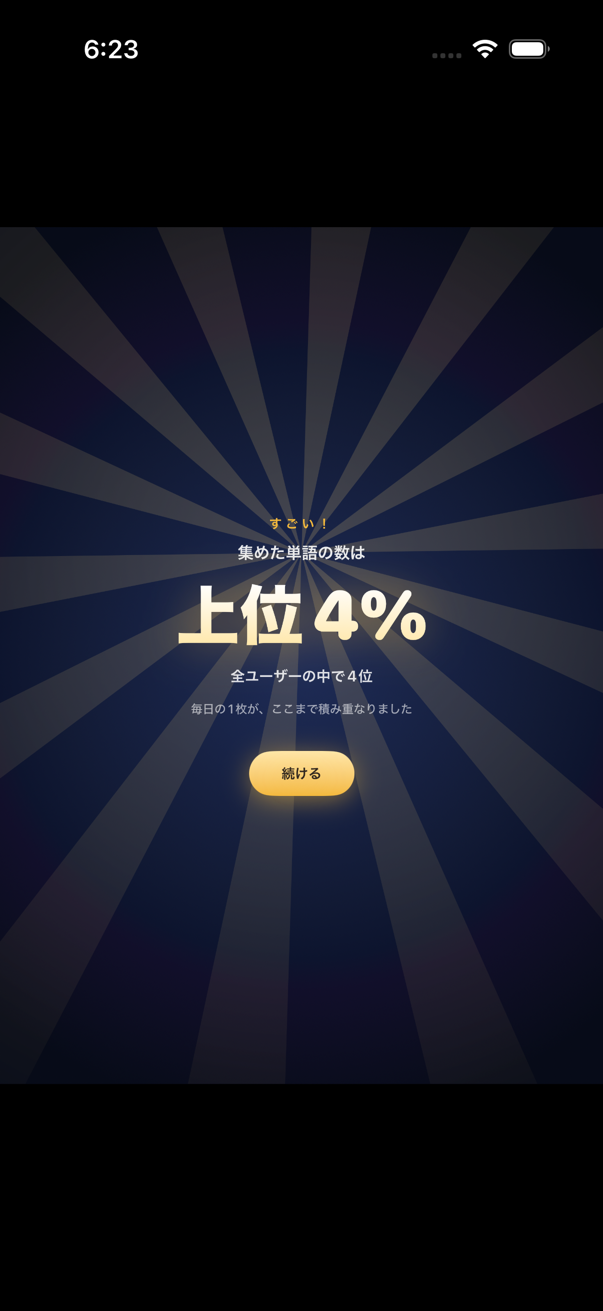 6:23
すごい！
集めた単語の数は
上位 4%
全ユーザーの中で4位
毎日の1枚が、ここまで積み重なりました
続ける